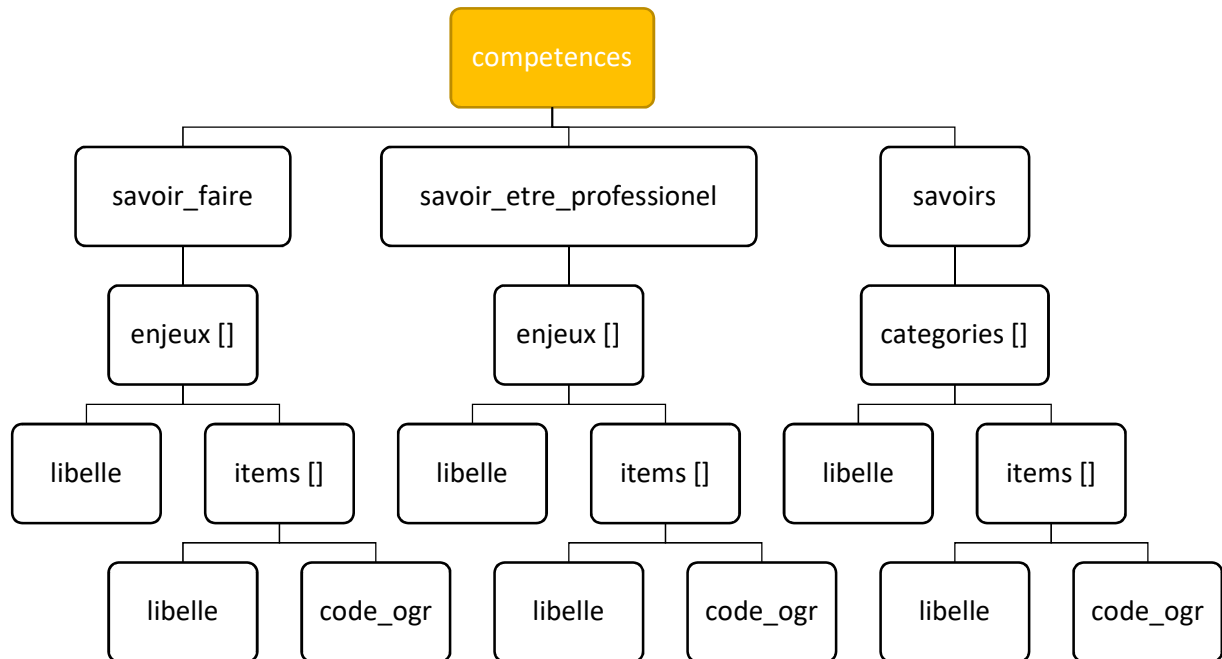 competences
savoir_faire
savoir_etre_professionel
savoirs
enjeux []
enjeux []
categories []
libelle
items []
libelle
items []
libelle
items []
libelle
code_ogr
libelle
code_ogr
libelle
code_ogr